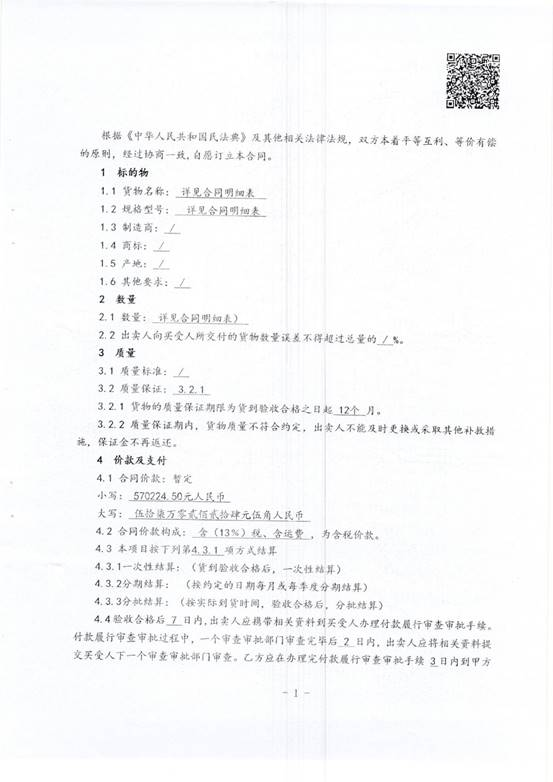 根据《中华人民共和国民法典》及其他相关法律法规，双方本着平等互利、等价有偿
的原则，经过协商一致,自愿订立本合同。
1 标的物
1.1 货物名称： 详见合同明细表
1.2 规格型号： 详见合同明细表
1.3 制造商： /
1.4 商标： /
1.5 产地： /
1.6 其他要求： /
2 数量
2.1 数量： 详见合同明细表）
2.2 出卖人向买受人所交付的货物数量误差不得超过总量的 / %。
3 质量
3.1 质量标准： /
3.2 质量保证： 3.2.1
3.2.1 货物的质量保证期限为货到验收合格之日起 12个 月。
3.2.2 质量保证期内，货物质量不符合约定，出卖人不能及时更换或采取其他补救措
施，保证金不再返还。
4 价款及支付
4.1 合同价款：暂定
小写： 570224.50元人民币
大写： 伍拾柒万零贰佰贰拾肆元伍角人民币
4.2 合同价款构成： 含（13%）税、含运费 ，为含税价款。
4.3 本项目按下列第4.3.1 项方式结算
4.3.1一次性结算：（货到验收合格后，一次性结算）
4.3.2分期结算： （按约定的日期每月或每季度分期结算）
4.3.3分批结算：（按实际到货时间，验收合格后，分批结算）
4.4验收合格后 7 日内,出卖人应携带相关资料到买受人办理付款履行审查审批手续。
付款履行审查审批过程中，一个审查审批部门审查完毕后 2 日内，出卖人应将相关资料提
交买受人下一个审查审批部门审查。乙方应在办理完付款履行审查审批手续 3日内到甲方
- 1 -